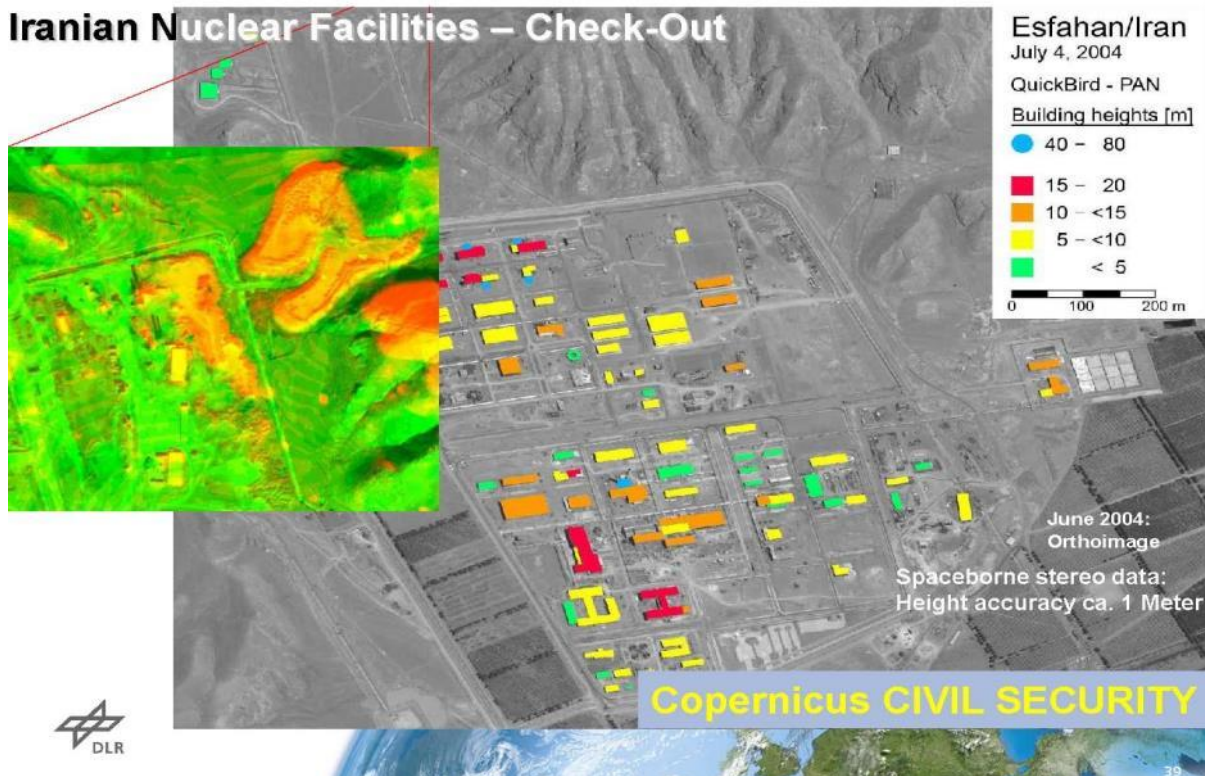 Iranian Nuclear Facilities – Check-Out
Esfahan/Iran
July 4, 2004
QuickBird - PAN
Building heights [m]
40 – 80
15 – 20
10 – <15
5 – <10
< 5
0 100 200 m
June 2004:
Orthoimage
Spaceborne stereo data:
Height accuracy ca. 1 Meter
Copernicus CIVIL SECURITY
DLR
39